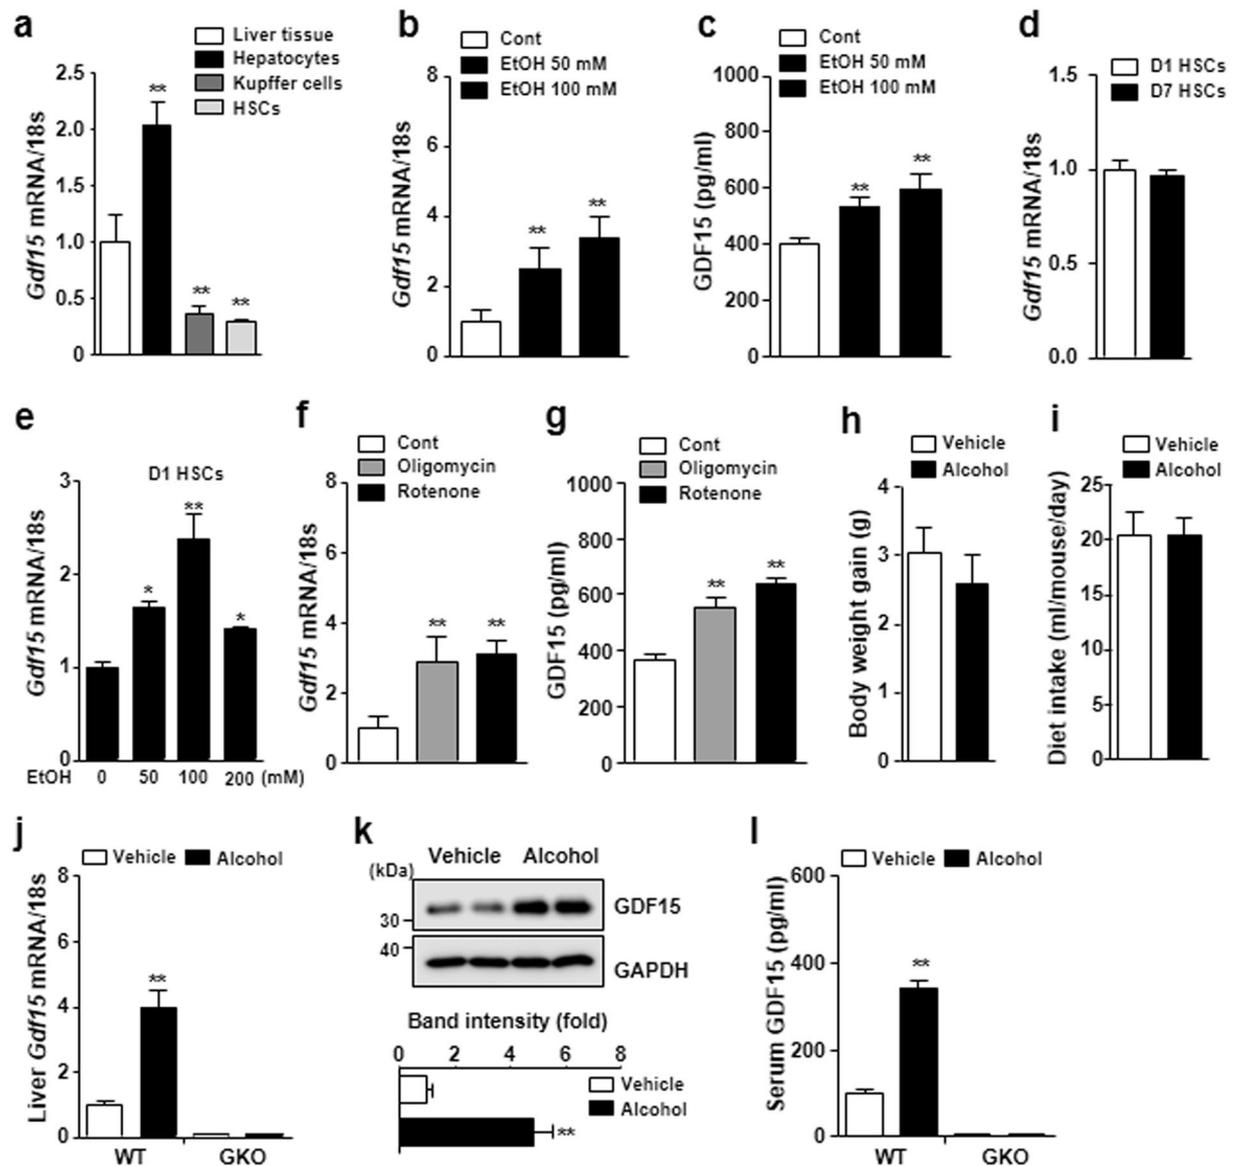 a
Liver tissue
Hepatocytes
Kupffer cells
HSCs
Gdf15 mRNA/18s
2.5
2.0
1.5
1.0
0.5
0
**
**
**
b
Cont
EtOH 50 mM
EtOH 100 mM
Gdf15 mRNA/18s
8
6
4
2
0
**
**
c
Cont
EtOH 50 mM
EtOH 100 mM
GDF15 (pg/ml)
1000
800
600
400
200
0
**
**
d
D1 HSCs
D7 HSCs
Gdf15 mRNA/18s
1.5
1.0
0.5
0.0
e
D1 HSCs
Gdf15 mRNA/18s
3
2
1
0
*
**
*
EtOH 0 50 100 200 (mM)
f
Cont
Oligomycin
Rotenone
Gdf15 mRNA/18s
8
6
4
2
0
**
**
g
Cont
Oligomycin
Rotenone
GDF15 (pg/ml)
1000
800
600
400
200
0
**
**
h
Vehicle
Alcohol
Body weight gain (g)
4
3
2
1
0
i
Vehicle
Alcohol
Diet intake (ml/mouse/day)
25
20
15
10
5
0
j
Vehicle Alcohol
Liver Gdf15 mRNA/18s
8
6
4
2
0
**
WT GKO
k
Vehicle Alcohol
(kDa)
GDF15
30
40
GAPDH
Band intensity (fold)
0 2 4 6 8
Vehicle
Alcohol
**
l
Vehicle Alcohol
Serum GDF15 (pg/ml)
600
400
200
0
**
WT GKO